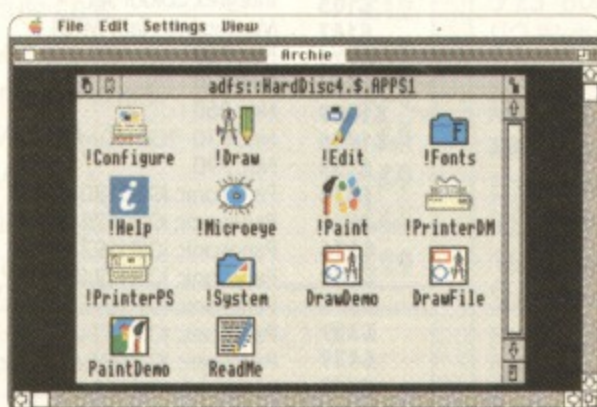 File Edit Settings View
Archie
adfs::HardDisc4.$.APPS1
!Configure !Draw !Edit !Fonts
!Help !Microeye !Paint !PrinterDM
!PrinterPS !System DrawDemo DrawFile
PaintDemo ReadMe